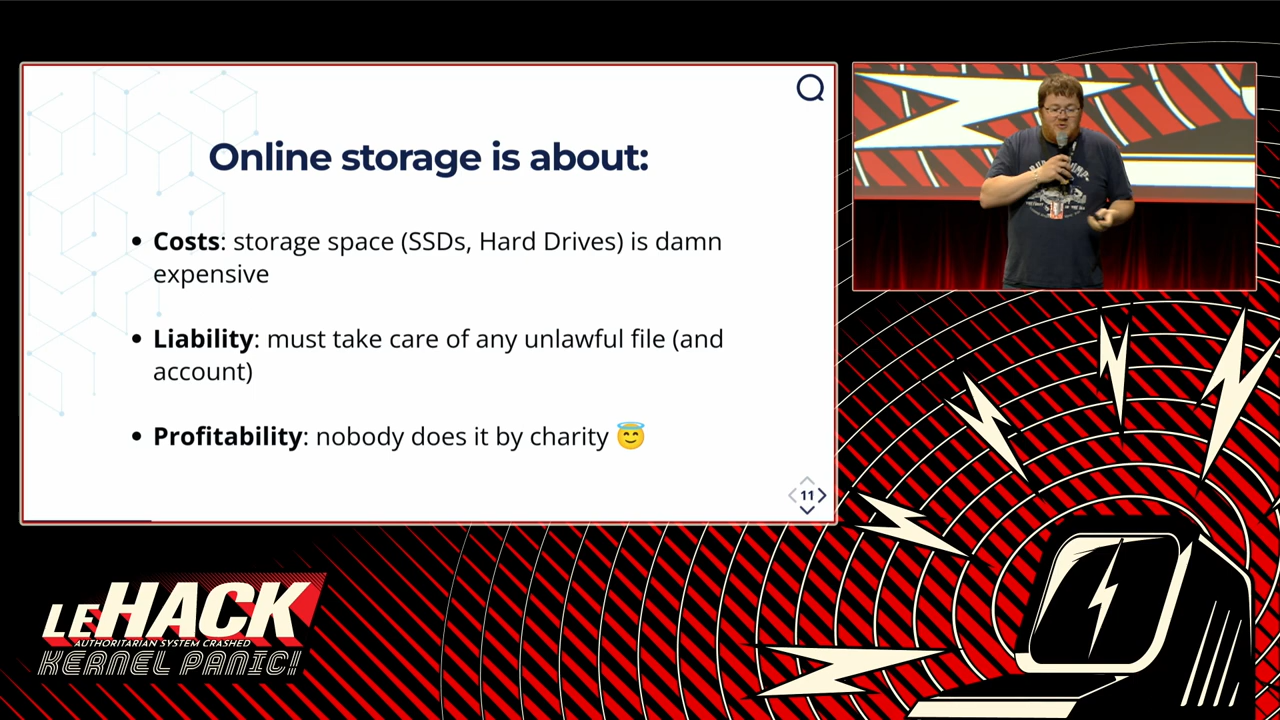 Online storage is about:
• Costs: storage space (SSDs, Hard Drives) is damn
expensive
• Liability: must take care of any unlawful file (and
account)
• Profitability: nobody does it by charity 😇
11
LEHACK
AUTHORITARIAN SYSTEM CRASHED
KERNEL PANIC!